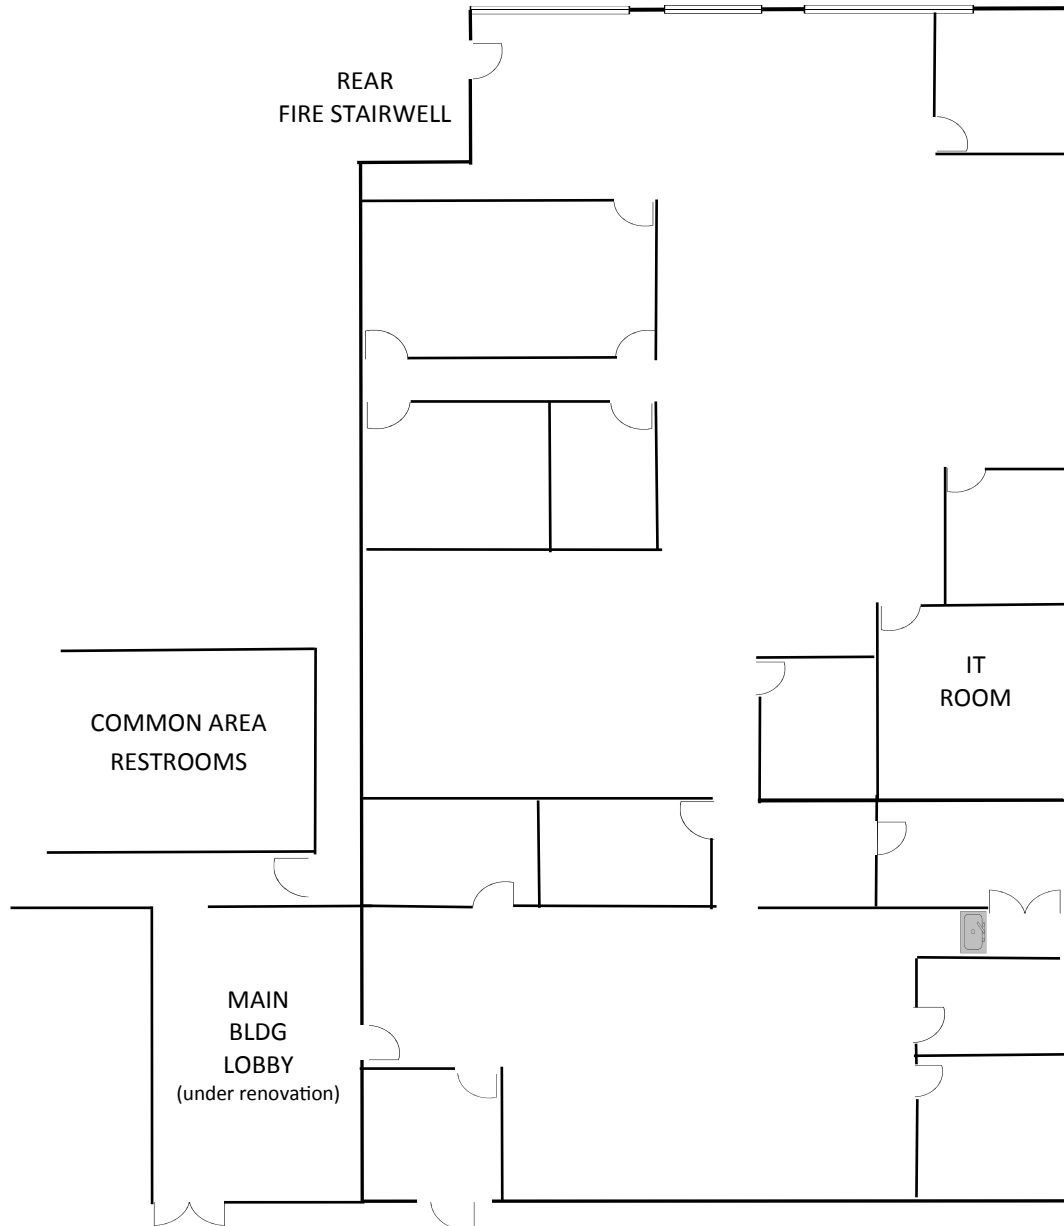 REAR
FIRE STAIRWELL
IT
ROOM
COMMON AREA
RESTROOMS
MAIN
BLDG
LOBBY
(under renovation)